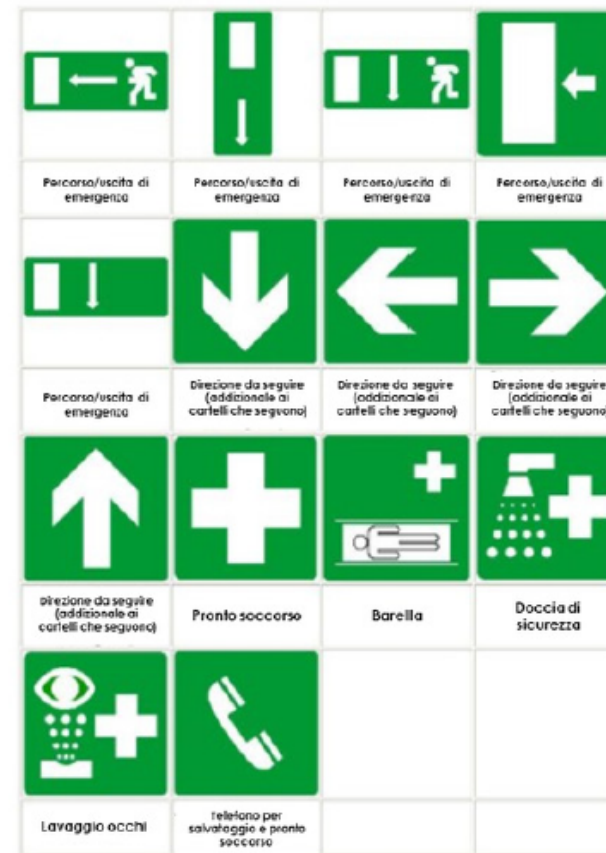 Percorso/uscita di
emergenza
Percorso/uscita di
emergenza
Percorso/uscita di
emergenza
Percorso/uscita di
emergenza
Percorso/uscita di
emergenza
Direzione da seguire
(addizionale ai
cartelli che seguono)
Direzione da seguire
(addizionale ai
cartelli che seguono)
Direzione da seguire
(addizionale ai
cartelli che seguono)
Direzione da seguire
(addizionale ai
cartelli che seguono)
Pronto soccorso
Barella
Doccia di
sicurezza
Lavaggio occhi
Telefono per
salvataggio e pronto
soccorso